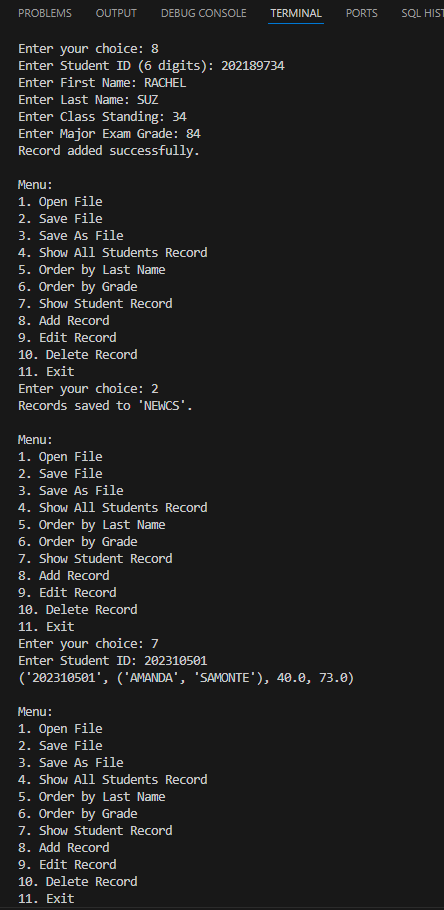 PROBLEMS OUTPUT DEBUG CONSOLE TERMINAL PORTS SQL HIST
Enter your choice: 8
Enter Student ID (6 digits): 202189734
Enter First Name: RACHEL
Enter Last Name: SUZ
Enter Class Standing: 34
Enter Major Exam Grade: 84
Record added successfully.
Menu:
1. Open File
2. Save File
3. Save As File
4. Show All Students Record
5. Order by Last Name
6. Order by Grade
7. Show Student Record
8. Add Record
9. Edit Record
10. Delete Record
11. Exit
Enter your choice: 2
Records saved to 'NEWCS'.
Menu:
1. Open File
2. Save File
3. Save As File
4. Show All Students Record
5. Order by Last Name
6. Order by Grade
7. Show Student Record
8. Add Record
9. Edit Record
10. Delete Record
11. Exit
Enter your choice: 7
Enter Student ID: 202310501
('202310501', ('AMANDA', 'SAMONTE'), 40.0, 73.0)
Menu:
1. Open File
2. Save File
3. Save As File
4. Show All Students Record
5. Order by Last Name
6. Order by Grade
7. Show Student Record
8. Add Record
9. Edit Record
10. Delete Record
11. Exit